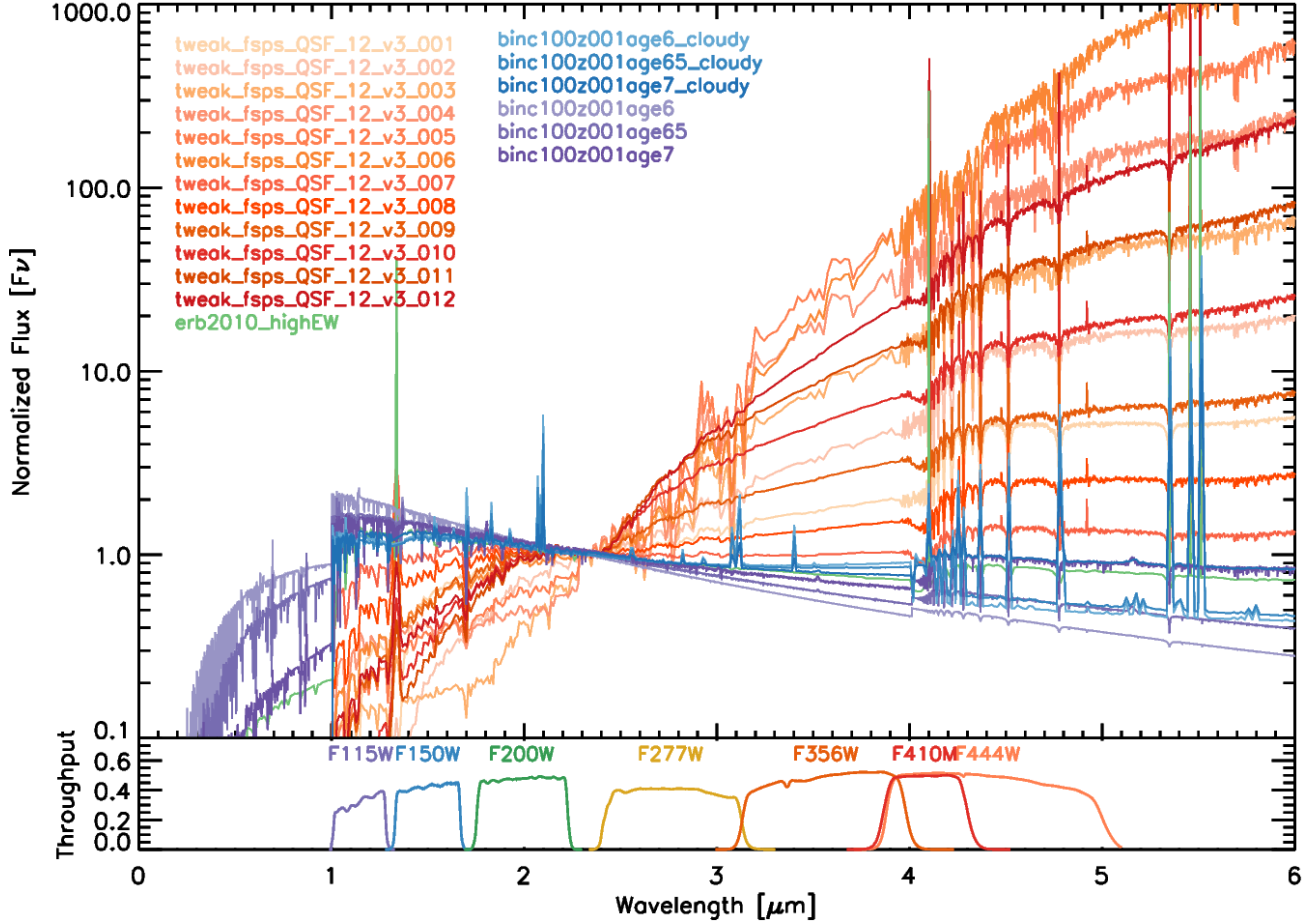 1000.0
100.0
10.0
1.0
0.1
Normalized Flux [Fν]
tweak_fsps_QSF_12_v3_001
tweak_fsps_QSF_12_v3_002
tweak_fsps_QSF_12_v3_003
tweak_fsps_QSF_12_v3_004
tweak_fsps_QSF_12_v3_005
tweak_fsps_QSF_12_v3_006
tweak_fsps_QSF_12_v3_007
tweak_fsps_QSF_12_v3_008
tweak_fsps_QSF_12_v3_009
tweak_fsps_QSF_12_v3_010
tweak_fsps_QSF_12_v3_011
tweak_fsps_QSF_12_v3_012
erb2010_highEW
binc100z001age6_cloudy
binc100z001age65_cloudy
binc100z001age7_cloudy
binc100z001age6
binc100z001age65
binc100z001age7
Throughput
0.6
0.4
0.2
0.0
F115W F150W F200W F277W F356W F410M F444W
0 1 2 3 4 5 6
Wavelength [μm]